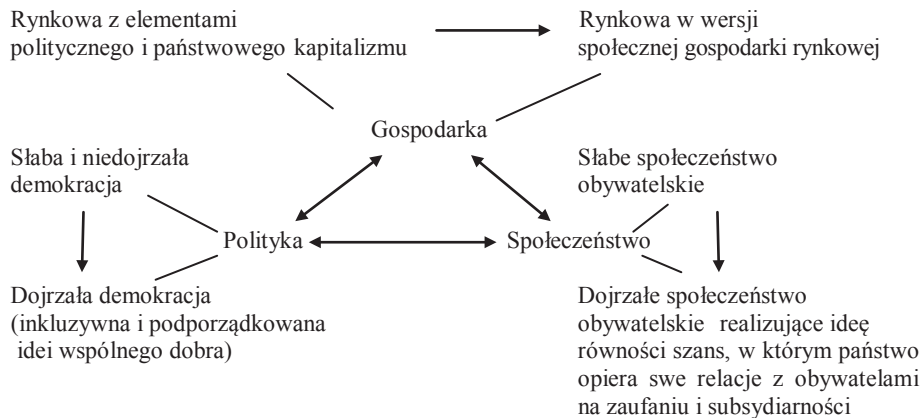 Rynkowa z elementami
politycznego i państwowego kapitalizmu
Rynkowa w wersji
społecznej gospodarki rynkowej
Gospodarka
Słaba i niedojrzała
demokracja
Słabe społeczeństwo
obywatelskie
Polityka
Społeczeństwo
Dojrzała demokracja
(inkluzywna i podporządkowana
idei wspólnego dobra)
Dojrzałe społeczeństwo
obywatelskie realizujące ideę
równości szans, w którym państwo
opiera swe relacje z obywatelami
na zaufaniu i subsydiarności